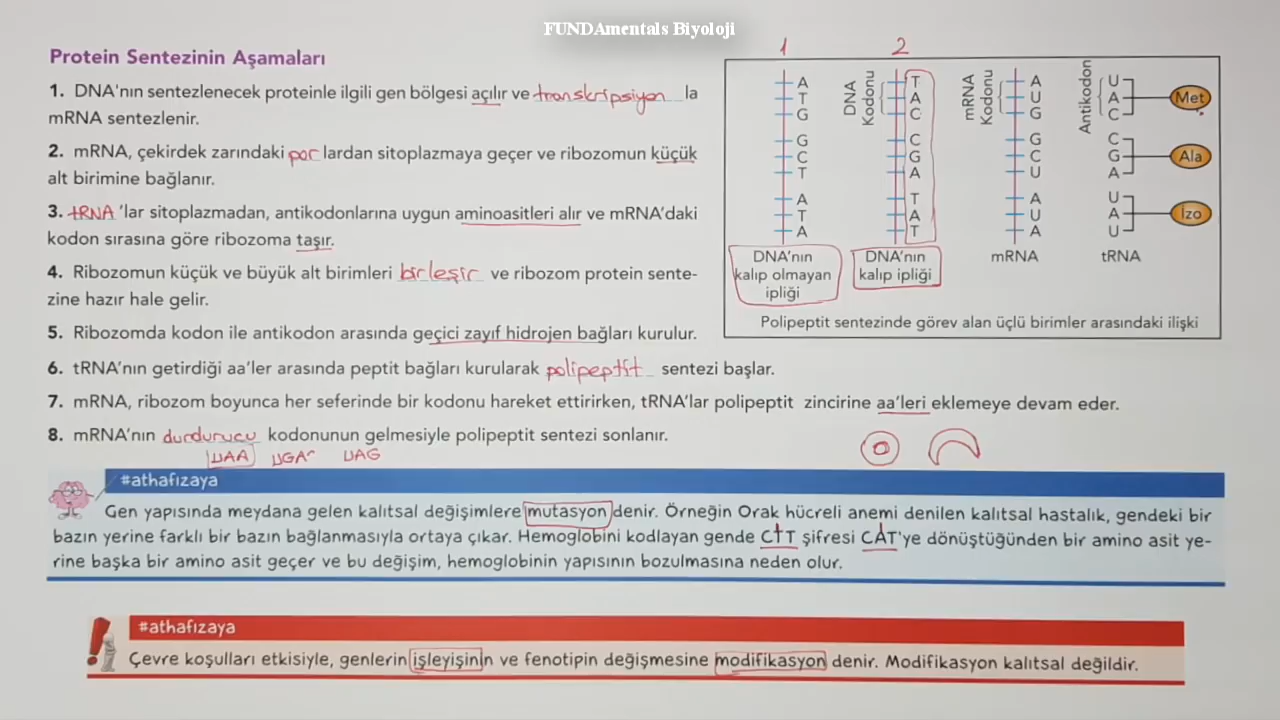 FUNDAmentals Biyoloji
Protein Sentezinin Aşamaları
1. DNA'nın sentezlenecek proteinle ilgili gen bölgesi açılır ve transkripsiyon la
mRNA sentezlenir.
2. mRNA, çekirdek zarındaki por lardan sitoplazmaya geçer ve ribozomun küçük
alt birimine bağlanır.
3. tRNA 'lar sitoplazmadan, antikodonlarına uygun aminoasitleri alır ve mRNA'daki
kodon sırasına göre ribozoma taşır.
4. Ribozomun küçük ve büyük alt birimleri birleşir ve ribozom protein sente-
zine hazır hale gelir.
5. Ribozomda kodon ile antikodon arasında geçici zayıf hidrojen bağları kurulur.
6. tRNA'nın getirdiği aa'ler arasında peptit bağları kurularak polipeptit sentezi başlar.
7. mRNA, ribozom boyunca her seferinde bir kodonu hareket ettirirken, tRNA'lar polipeptit zincirine aa'leri eklemeye devam eder.
8. mRNA'nın durdurucu kodonunun gelmesiyle polipeptit sentezi sonlanır.
UAA UGA UAG
1 2
DNA Kodonu
mRNA Kodonu
Antikodon
A T A U
T A U A Met
G C G C
G C G C
C G C G Ala
T A U A
A T A U
T A U A İzo
A T A U
DNA'nın DNA'nın mRNA tRNA
kalıp olmayan kalıp ipliği
ipliği
Polipeptit sentezinde görev alan üçlü birimler arasındaki ilişki
#athafızaya
Gen yapısında meydana gelen kalıtsal değişimlere mutasyon denir. Örneğin Orak hücreli anemi denilen kalıtsal hastalık, gendeki bir
bazın yerine farklı bir bazın bağlanmasıyla ortaya çıkar. Hemoglobini kodlayan gende CTT şifresi CAT'ye dönüştüğünden bir amino asit ye-
rine başka bir amino asit geçer ve bu değişim, hemoglobinin yapısının bozulmasına neden olur.
#athafızaya
Çevre koşulları etkisiyle, genlerin işleyişinin ve fenotipin değişmesine modifikasyon denir. Modifikasyon kalıtsal değildir.